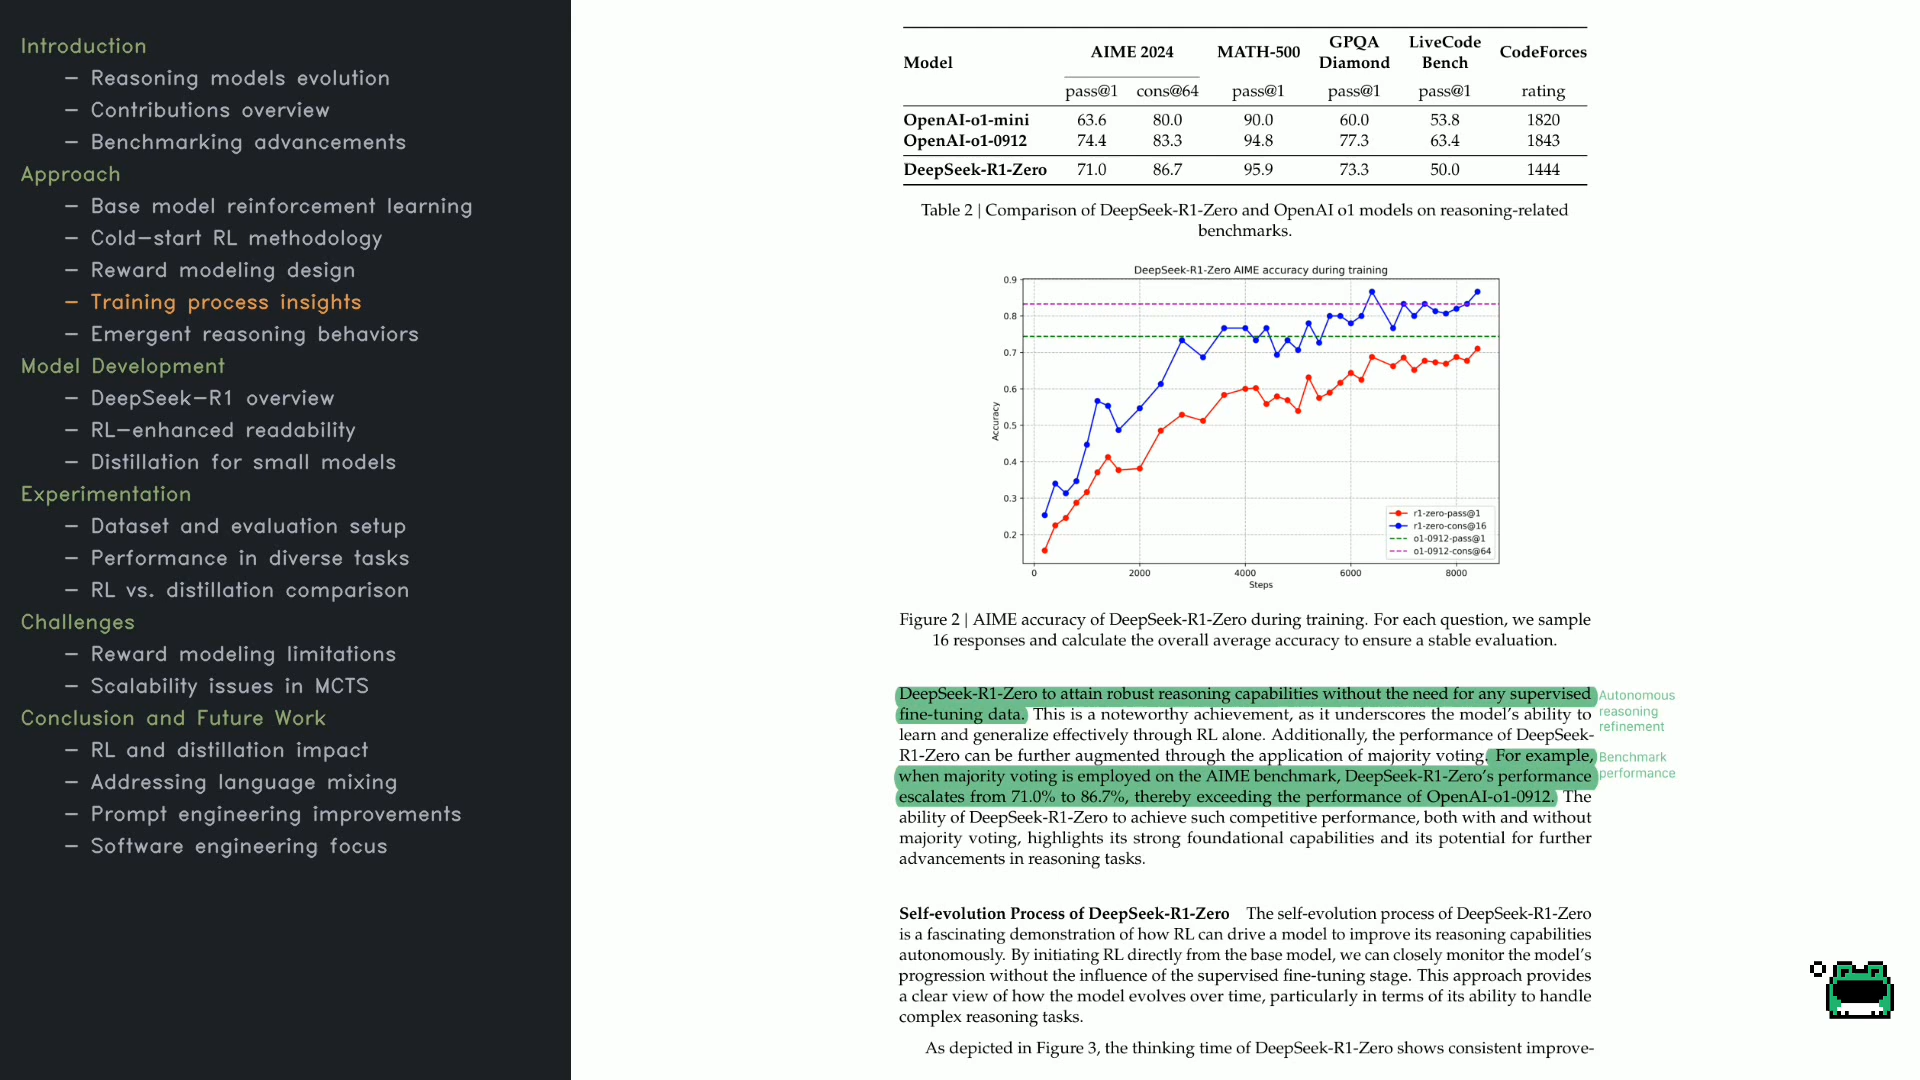 Introduction
– Reasoning models evolution
– Contributions overview
– Benchmarking advancements
Approach
– Base model reinforcement learning
– Cold–start RL methodology
– Reward modeling design
– Training process insights
– Emergent reasoning behaviors
Model Development
– DeepSeek–R1 overview
– RL–enhanced readability
– Distillation for small models
Experimentation
– Dataset and evaluation setup
– Performance in diverse tasks
– RL vs. distillation comparison
Challenges
– Reward modeling limitations
– Scalability issues in MCTS
Conclusion and Future Work
– RL and distillation impact
– Addressing language mixing
– Prompt engineering improvements
– Software engineering focus
Model AIME 2024 MATH-500 GPQA Diamond LiveCode Bench CodeForces
pass@1 cons@64 pass@1 pass@1 pass@1 rating
OpenAI-o1-mini 63.6 80.0 90.0 60.0 53.8 1820
OpenAI-o1-0912 74.4 83.3 94.8 77.3 63.4 1843
DeepSeek-R1-Zero 71.0 86.7 95.9 73.3 50.0 1444
Table 2 | Comparison of DeepSeek-R1-Zero and OpenAI o1 models on reasoning-related
benchmarks.
DeepSeek-R1-Zero AIME accuracy during training
0.9
0.8
0.7
0.6
0.5
0.4
0.3
0.2
Accuracy
r1-zero-pass@1
r1-zero-cons@16
o1-0912-pass@1
o1-0912-cons@64
0 2000 4000 6000 8000
Steps
Figure 2 | AIME accuracy of DeepSeek-R1-Zero during training. For each question, we sample
16 responses and calculate the overall average accuracy to ensure a stable evaluation.
DeepSeek-R1-Zero to attain robust reasoning capabilities without the need for any supervised
fine-tuning data. This is a noteworthy achievement, as it underscores the model's ability to
learn and generalize effectively through RL alone. Additionally, the performance of DeepSeek-
R1-Zero can be further augmented through the application of majority voting. For example,
when majority voting is employed on the AIME benchmark, DeepSeek-R1-Zero's performance
escalates from 71.0% to 86.7%, thereby exceeding the performance of OpenAI-o1-0912. The
ability of DeepSeek-R1-Zero to achieve such competitive performance, both with and without
majority voting, highlights its strong foundational capabilities and its potential for further
advancements in reasoning tasks.
Autonomous
reasoning
refinement
Benchmark
performance
Self-evolution Process of DeepSeek-R1-Zero The self-evolution process of DeepSeek-R1-Zero
is a fascinating demonstration of how RL can drive a model to improve its reasoning capabilities
autonomously. By initiating RL directly from the base model, we can closely monitor the model's
progression without the influence of the supervised fine-tuning stage. This approach provides
a clear view of how the model evolves over time, particularly in terms of its ability to handle
complex reasoning tasks.
As depicted in Figure 3, the thinking time of DeepSeek-R1-Zero shows consistent improve-